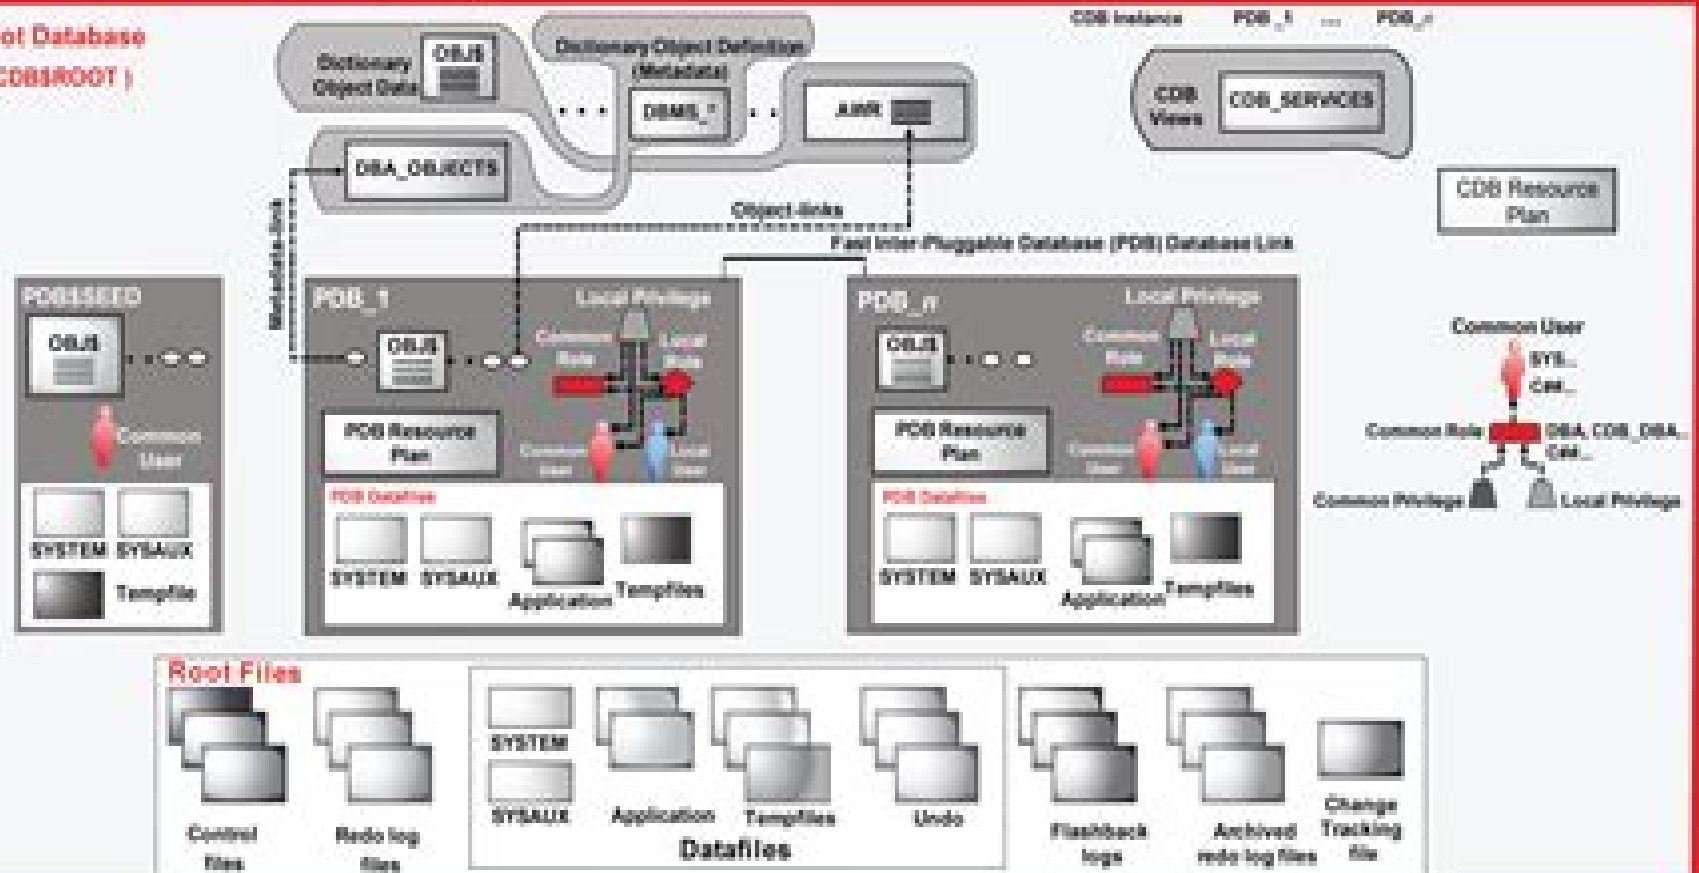 ot Database
CDB$ROOT )
Dictionary
Object Data
OBJ$
Dictionary Object Definition
(Metadata)
DBMS_*
AWR
DBA_OBJECTS
CDB Instance PDB_1 ... PDB_n
CDB
Views
CDB_SERVICES
CDB Resource
Plan
Metadata-link
Object-links
Fast Inter-Pluggable Database (PDB) Database Link
PDB$SEED
OBJ$
Common
User
SYSTEM SYSAUX
Tempfile
PDB_1
Local Privilege
OBJ$
Common
Role
Local
Role
PDB Resource
Plan
Common
User
Local
User
PDB Datafiles
SYSTEM SYSAUX
Application
Tempfiles
PDB_n
Local Privilege
OBJ$
Common
Role
Local
Role
PDB Resource
Plan
Common
User
Local
User
PDB Datafiles
SYSTEM SYSAUX
Application
Tempfiles
Common User
SYS...
C##...
Common Role
DBA, CDB_DBA...
C##...
Common Privilege
Local Privilege
Root Files
Control
files
Redo log
files
SYSTEM
SYSAUX
Application
Tempfiles
Undo
Datafiles
Flashback
logs
Archived
redo log files
Change
Tracking
file